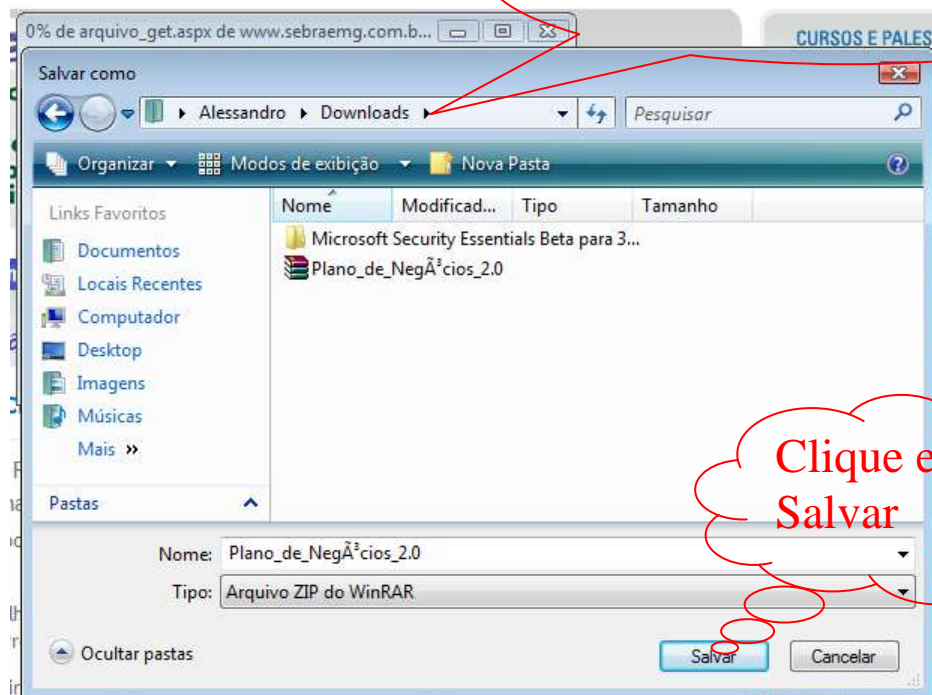 0% de arquivo_get.aspx de www.sebraemg.com.b...
CURSOS E PALES
Salvar como
Alessandro Downloads
Pesquisar
Organizar Modos de exibição Nova Pasta
Links Favoritos
Nome Modificad... Tipo Tamanho
Microsoft Security Essentials Beta para 3...
Plano_de_NegÃ³cios_2.0
Documentos
Locais Recentes
Computador
Desktop
Imagens
Músicas
Mais »
Pastas
Clique e
Salvar
Nome: Plano_de_NegÃ³cios_2.0
Tipo: Arquivo ZIP do WinRAR
Ocultar pastas
Salvar
Cancelar